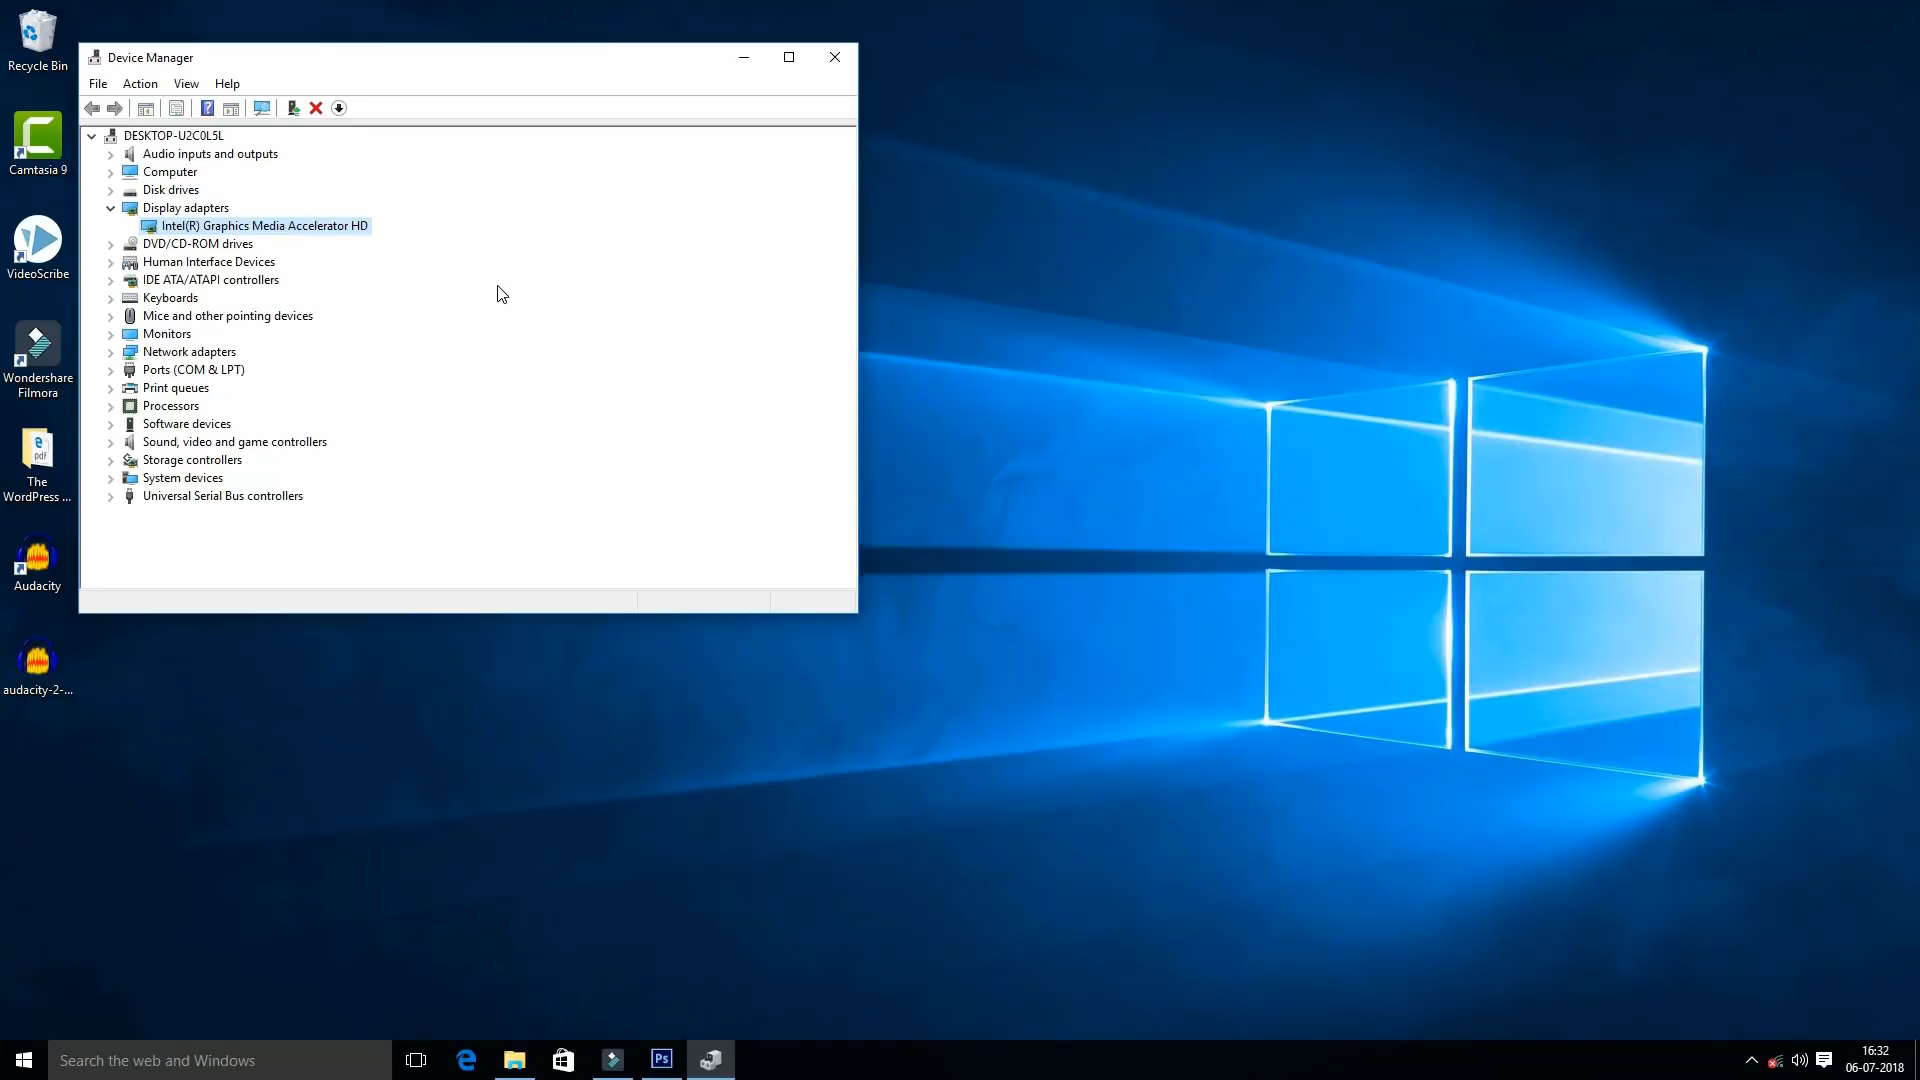 Recycle Bin
Camtasia 9
VideoScribe
Wondershare
Filmora
pdf
The
WordPress ...
Audacity
audacity-2-...
Device Manager
File Action View Help
DESKTOP-U2C0L5L
Audio inputs and outputs
Computer
Disk drives
Display adapters
Intel(R) Graphics Media Accelerator HD
DVD/CD-ROM drives
Human Interface Devices
IDE ATA/ATAPI controllers
Keyboards
Mice and other pointing devices
Monitors
Network adapters
Ports (COM & LPT)
Print queues
Processors
Software devices
Sound, video and game controllers
Storage controllers
System devices
Universal Serial Bus controllers
Search the web and Windows
Ps
16:32
06-07-2018